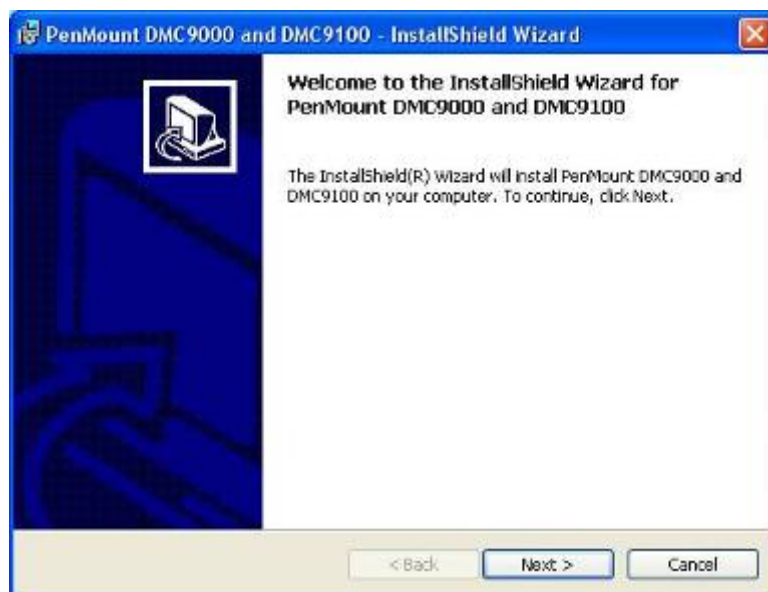 PenMount DMC9000 and DMC9100 - InstallShield Wizard
Welcome to the InstallShield Wizard for
PenMount DMC9000 and DMC9100
The InstallShield(R) Wizard will install PenMount DMC9000 and
DMC9100 on your computer. To continue, click Next.
< Back
Next >
Cancel